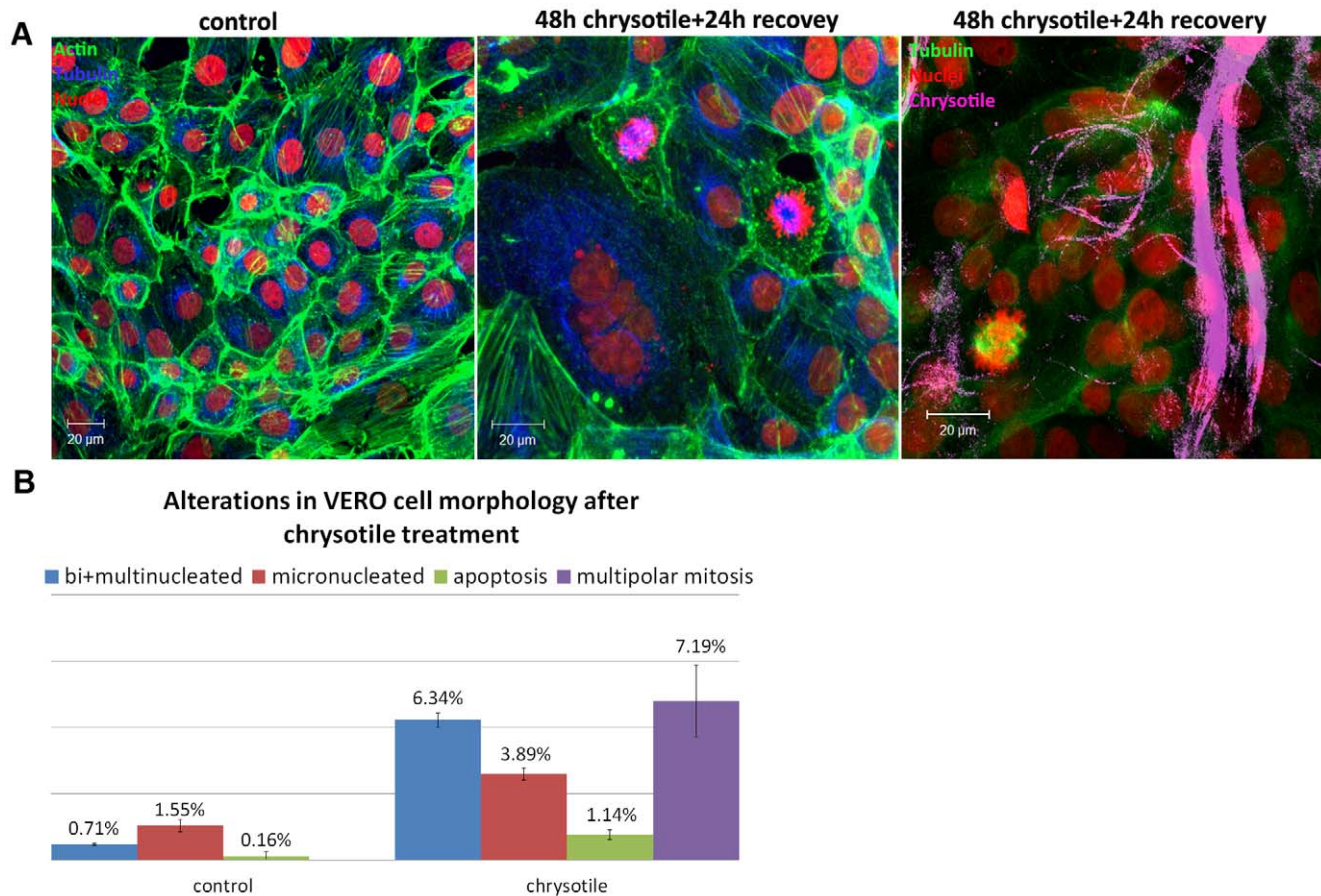 A
control
48h chrysotile+24h recovey
48h chrysotile+24h recovery
Actin
Tubulin
Nuclei
20 µm
20 µm
Tubulin
Nuclei
Chrysotile
20 µm
B
Alterations in VERO cell morphology after
chrysotile treatment
bi+multinucleated micronucleated apoptosis multipolar mitosis
0.71%
1.55%
0.16%
6.34%
3.89%
1.14%
7.19%
control
chrysotile